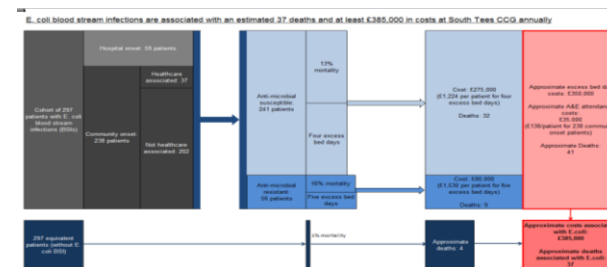 E. coli blood stream infections are associated with an estimated 37 deaths and at least £385,000 in costs at South Tees CCG annually
Cohort of 297
patients with E. coli
blood stream
infections (BSIs)
Hospital onset: 59 patients
Community onset:
238 patients
Healthcare
associated: 37
Not healthcare
associated: 202
Anti-microbial
susceptible:
241 patients
13%
mortality
Four excess
bed days
Anti-microbial
resistant:
56 patients
16% mortality
Five excess bed
days
Cost: £275,000
(£1,224 per patient for four
excess bed days)
Deaths: 32
Cost: £80,000
(£1,530 per patient for five
excess bed days)
Deaths: 9
Approximate excess bed da
costs: £350,000
Approximate A&E attendan
costs:
£35,000
(£138/patient for 238 commun
onset patients)
Approximate Deaths:
41
297 equivalent
patients (without E.
coli BSI)
mortality
Approximate
deaths: 4
Approximate costs associa
with E.coli:
£385,000
Approximate deaths
associated with E.coli:
37